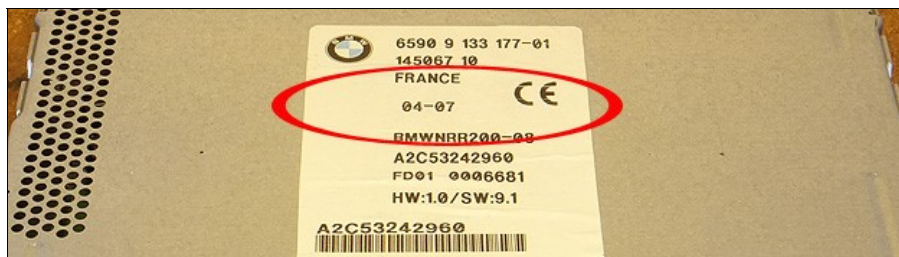 BMW
6590 9 133 177-01
145067 10
FRANCE
CE
04-07
BMWNRR200-08
A2C53242960
FD01 0006681
HW:1.0/SW:9.1
A2C53242960